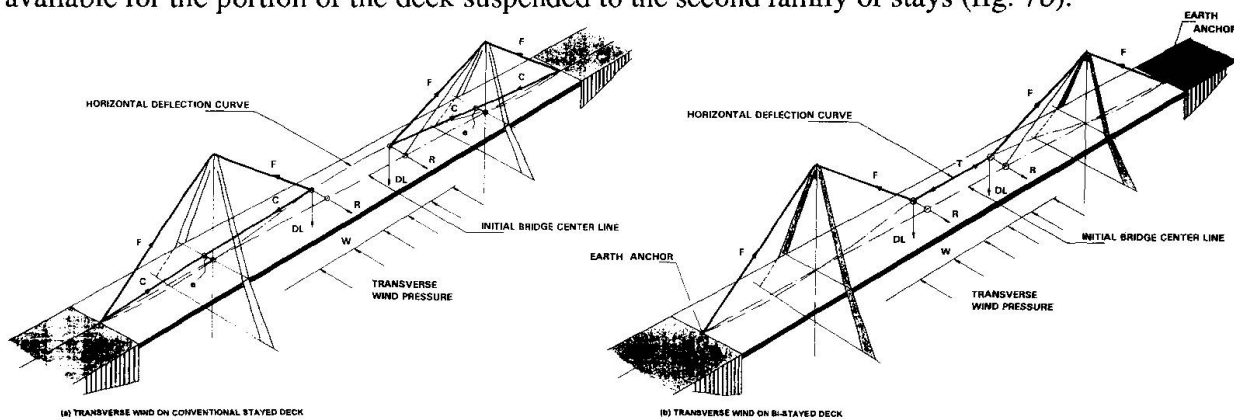 available for the portion of the deck suspended to the second family of stays (fig. 7b).
F
F
C
HORIZONTAL DEFLECTION CURVE
C
e
R
DL
F
C
R
DL
F
INITIAL BRIDGE CENTER LINE
W
C
e
TRANSVERSE
WIND PRESSURE
(a) TRANSVERSE WIND ON CONVENTIONAL STAYED DECK
EARTH
ANCHOR
F
F
HORIZONTAL DEFLECTION CURVE
T
R
DL
F
R
DL
F
INITIAL BRIDGE CENTER LINE
W
EARTH ANCHOR
TRANSVERSE
WIND PRESSURE
(b) TRANSVERSE WIND ON BI-STAYED DECK